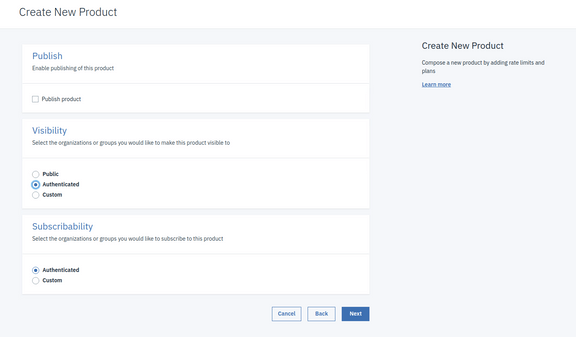 Create New Product
Publish
Enable publishing of this product
Publish product
Visibility
Select the organizations or groups you would like to make this product visible to
Public
Authenticated
Custom
Subscribability
Select the organizations or groups you would like to subscribe to this product
Authenticated
Custom
Cancel
Back
Next
Create New Product
Compose a new product by adding rate limits and
plans
Learn more